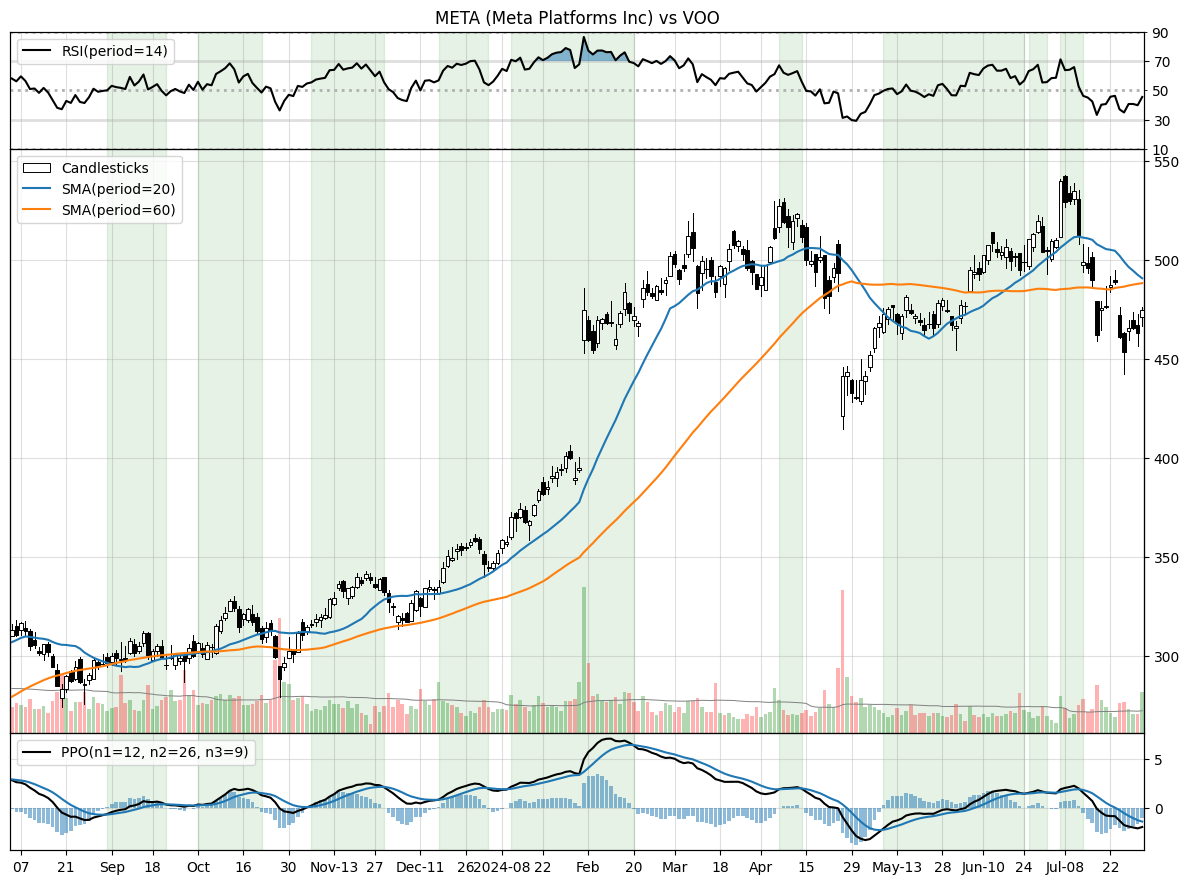 META (Meta Platforms Inc) vs VOO
RSI(period=14)
90
70
50
30
10
Candlesticks
SMA(period=20)
SMA(period=60)
550
500
450
400
350
300
PPO(n1=12, n2=26, n3=9)
5
0
07 21 Sep 18 Oct 16 30 Nov-13 27 Dec-11 26 2024-08 22 Feb 20 Mar 18 Apr 15 29 May-13 28 Jun-10 24 Jul-08 22